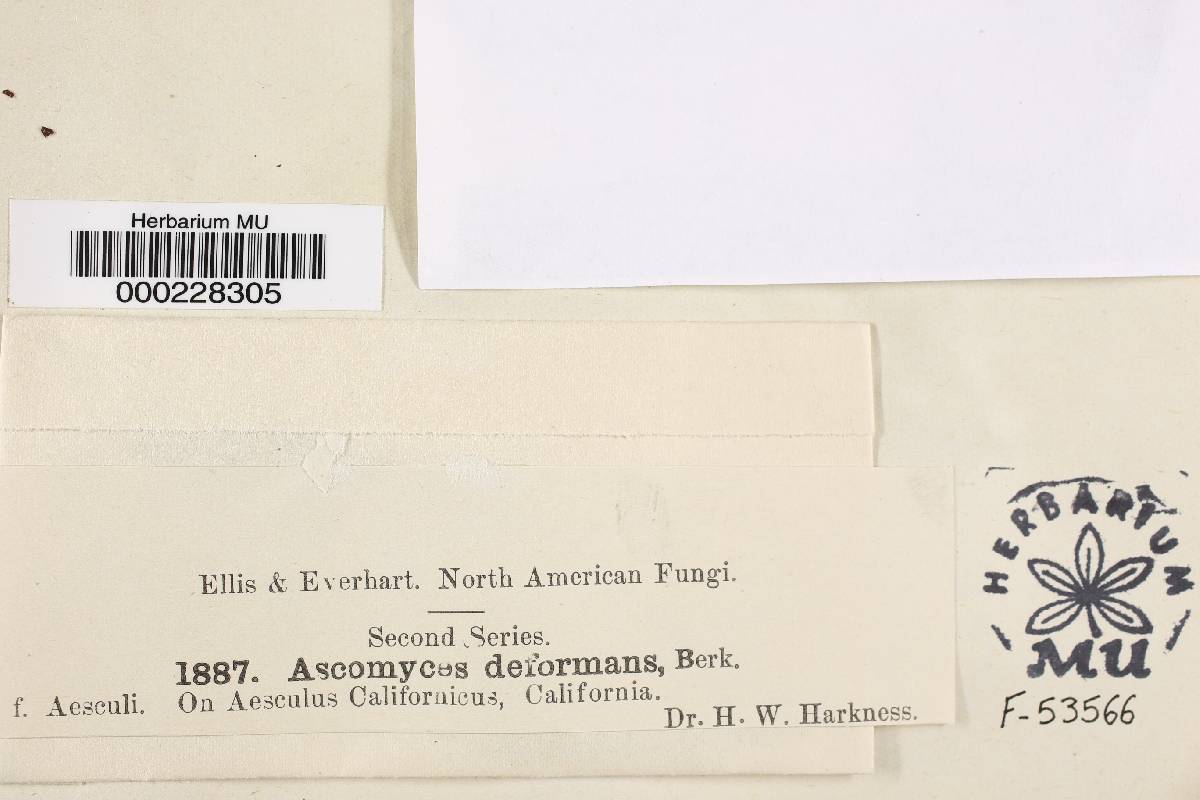 Herbarium MU
000228305
Ellis & Everhart. North American Fungi.
Second Series.
1887. Ascomyces deformans, Berk.
f. Aesculi. On Aesculus Californicus, California.
Dr. H. W. Harkness.
HERBARIUM
MU
F-53566